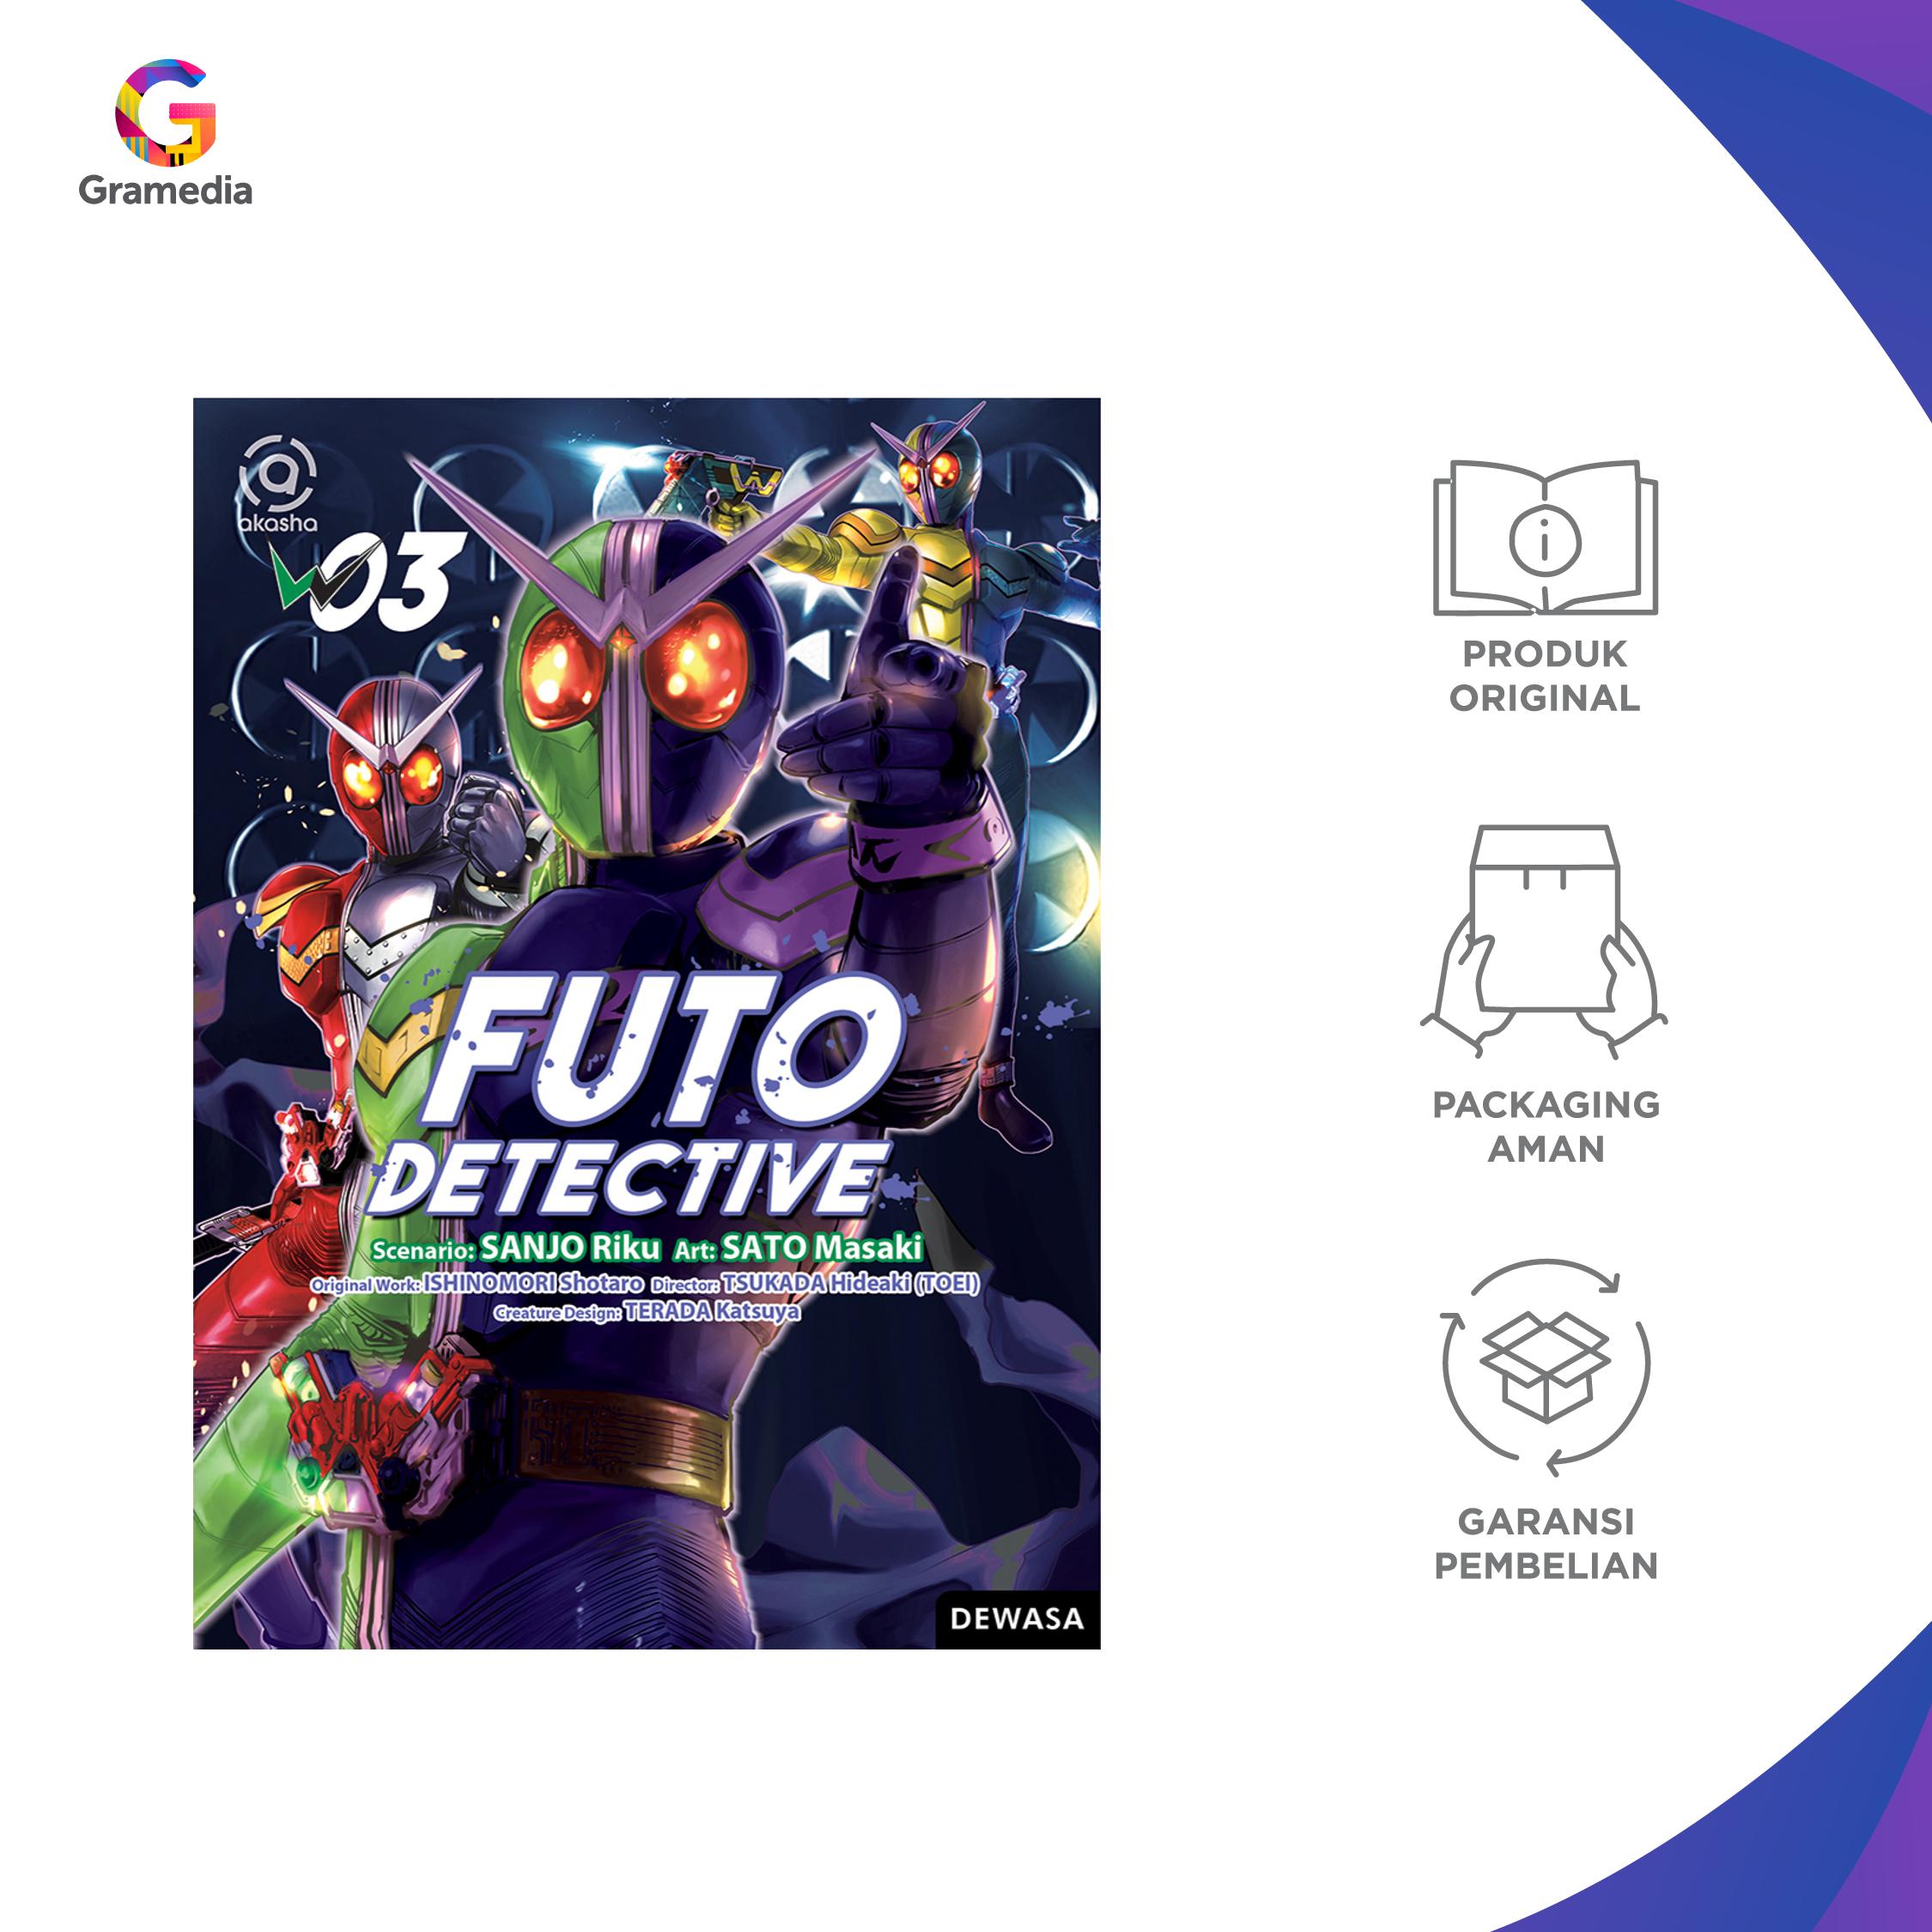 Gramedia
akasha
W03
FUTO
DETECTIVE
Scenario: SANJO Riku Art: SATO Masaki
Original Work: ISHINOMORI Shotaro Director: TSUKADA Hideaki (TOEI)
Creature Design: TERADA Katsuya
DEWASA
PRODUK
ORIGINAL
PACKAGING
AMAN
GARANSI
PEMBELIAN